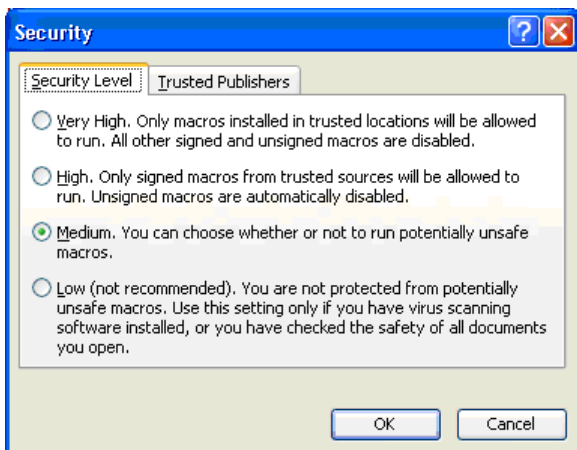 Security
Security Level Trusted Publishers
Very High. Only macros installed in trusted locations will be allowed
to run. All other signed and unsigned macros are disabled.
High. Only signed macros from trusted sources will be allowed to
run. Unsigned macros are automatically disabled.
Medium. You can choose whether or not to run potentially unsafe
macros.
Low (not recommended). You are not protected from potentially
unsafe macros. Use this setting only if you have virus scanning
software installed, or you have checked the safety of all documents
you open.
OK Cancel